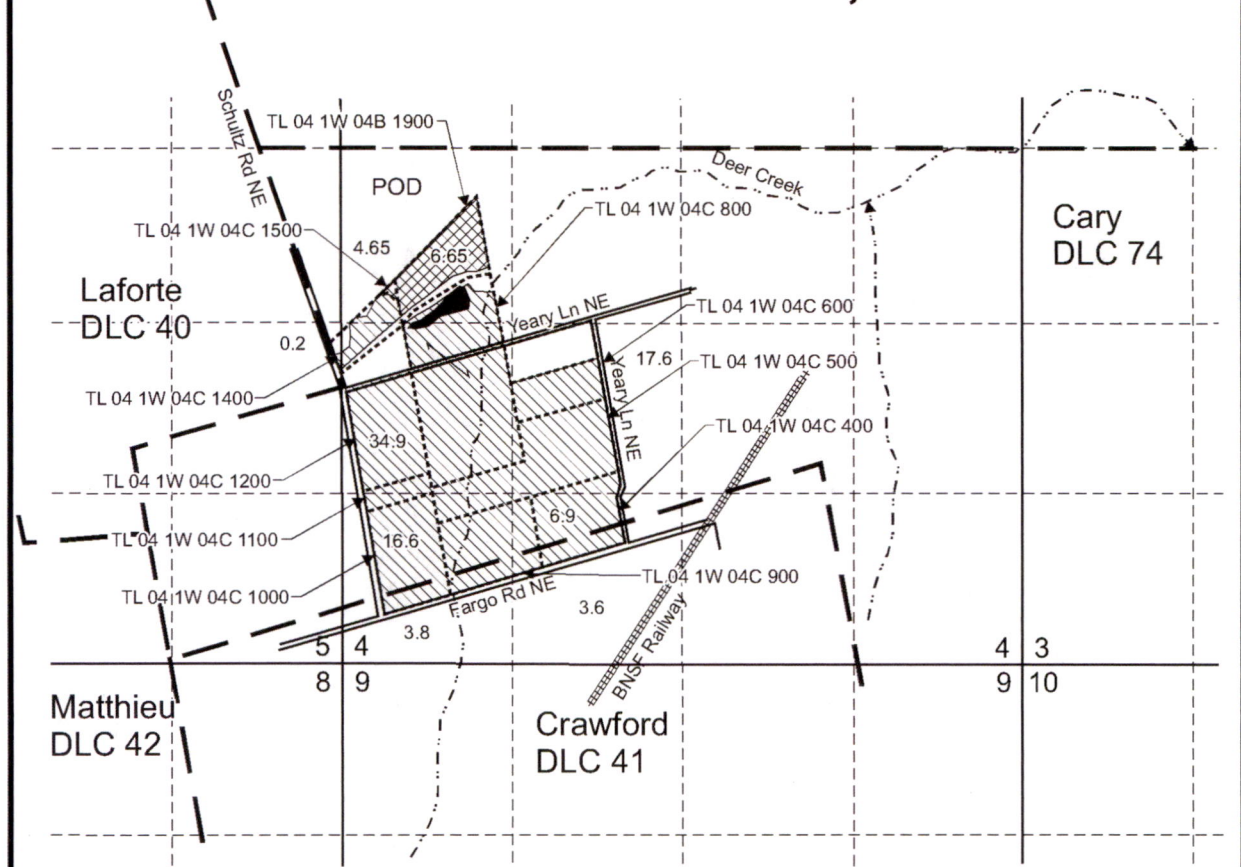 Schultz Rd NE
TL 04 1W 04B 1900
POD
Deer Creek
TL 04 1W 04C 1500
4.65
6.65
TL 04 1W 04C 800
Cary
DLC 74
Laforte
DLC 40
0.2
Yeary Ln NE
TL 04 1W 04C 600
17.6
TL 04 1W 04C 500
TL 04 1W 04C 1400
Yeary Ln NE
TL 04 1W 04C 400
34.9
TL 04 1W 04C 1200
6.9
TL 04 1W 04C 1100
16.6
TL 04 1W 04C 900
TL 04 1W 04C 1000
Fargo Rd NE
3.6
3.8
BNSF Railway
5 4
8 9
4 3
9 10
Matthieu
DLC 42
Crawford
DLC 41